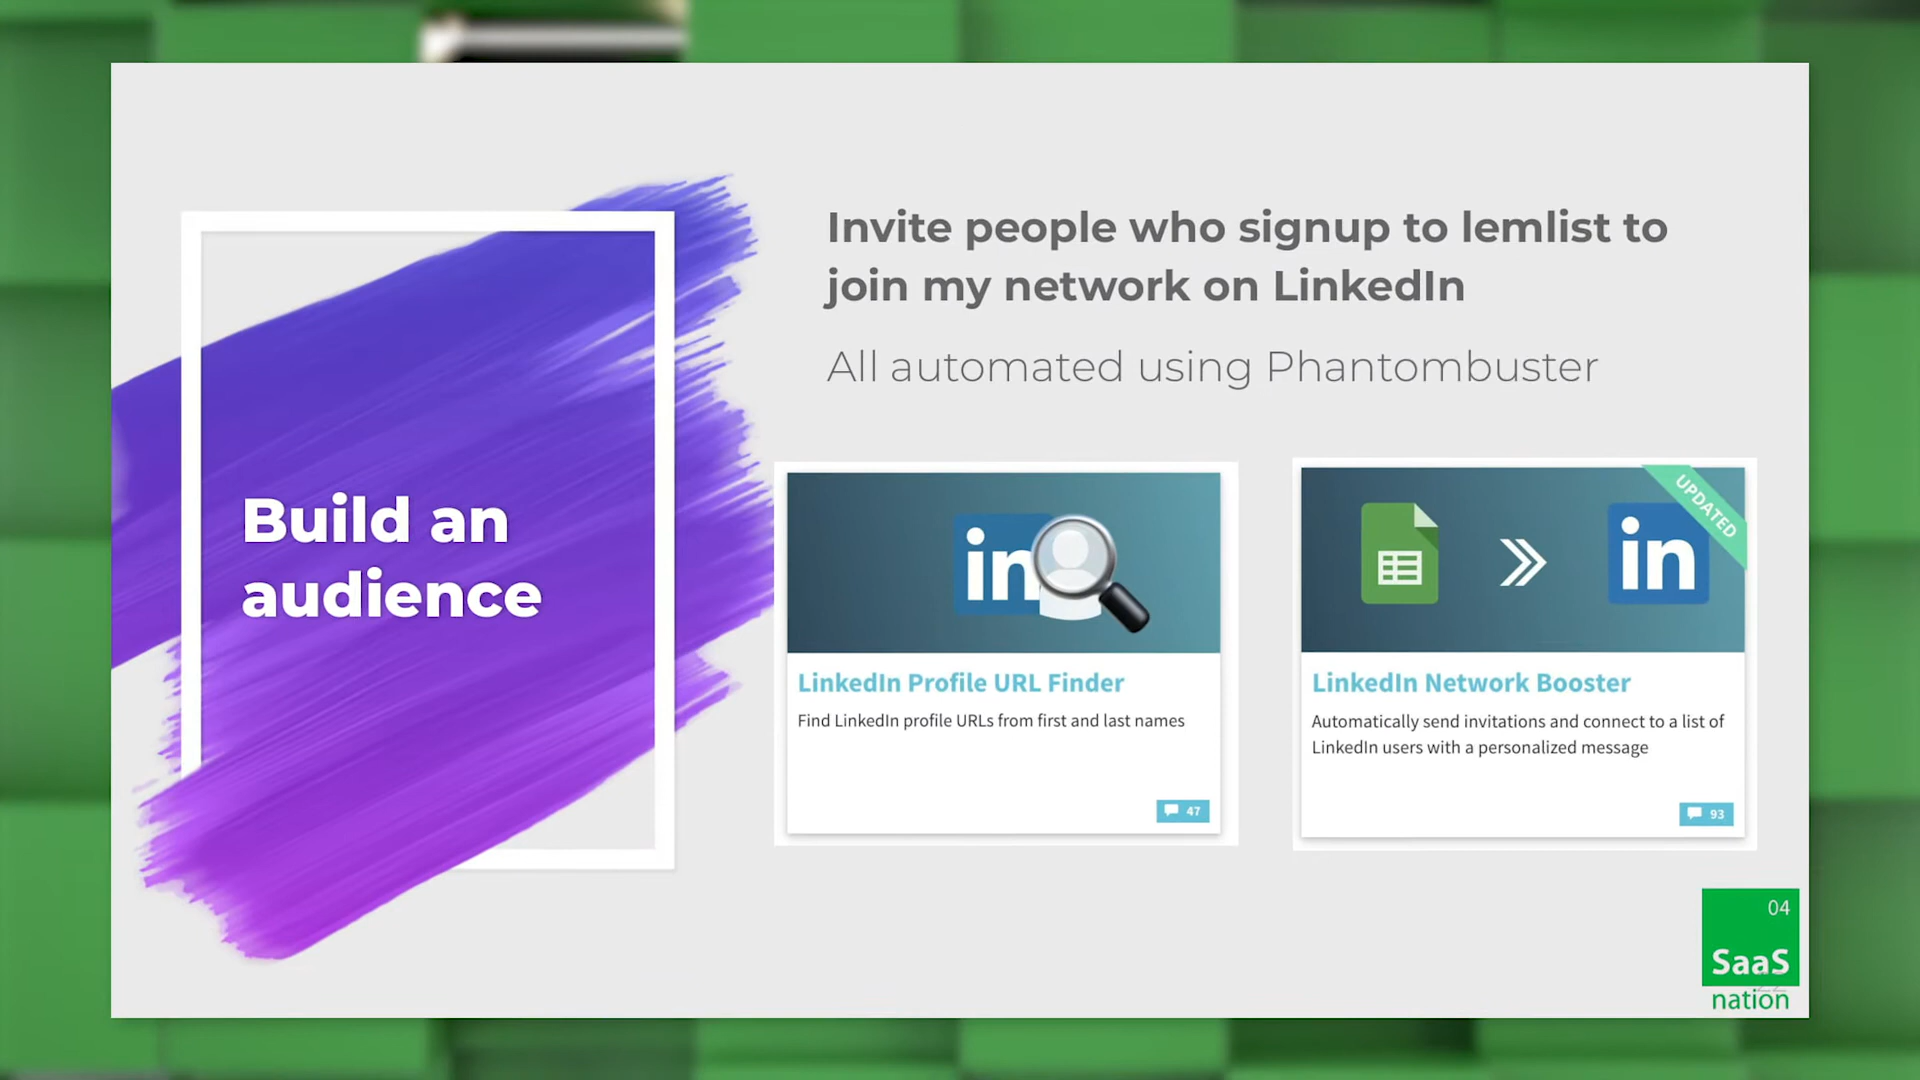 Build an
audience
Invite people who signup to lemlist to
join my network on LinkedIn
All automated using Phantombuster
in
LinkedIn Profile URL Finder
Find LinkedIn profile URLs from first and last names
47
UPDATED
in
LinkedIn Network Booster
Automatically send invitations and connect to a list of
LinkedIn users with a personalized message
93
04
SaaS
nation